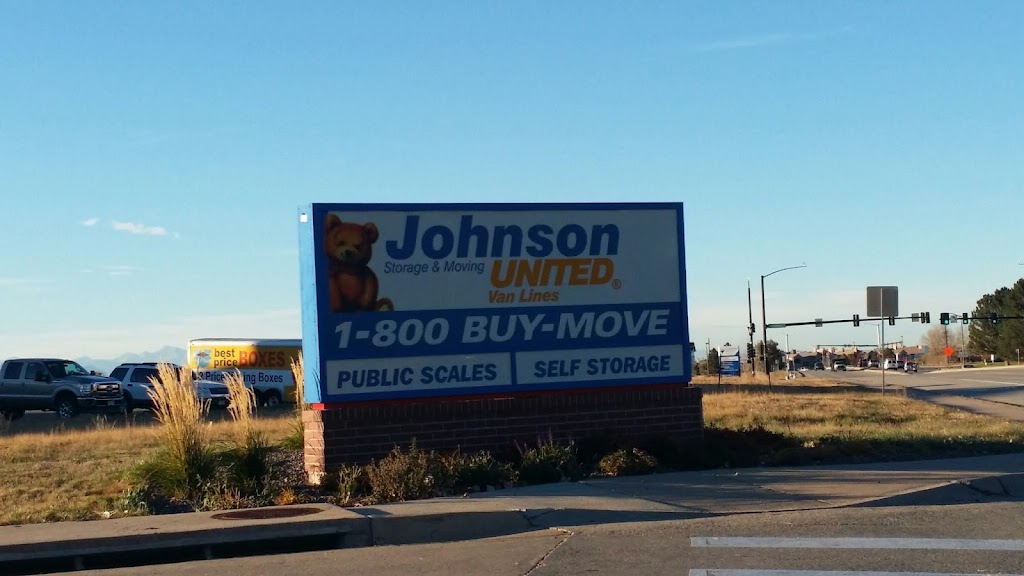 Johnson
Storage & Moving
UNITED®
Van Lines
1-800 BUY-MOVE
PUBLIC SCALES
SELF STORAGE
best
price BOXES
Boxes